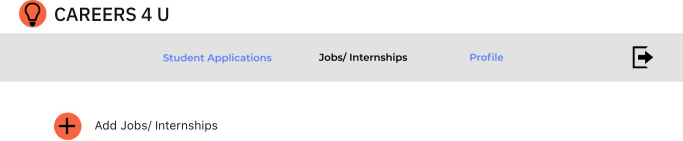 CAREERS 4 U
Student Applications Jobs/ Internships Profile
Add Jobs/ Internships